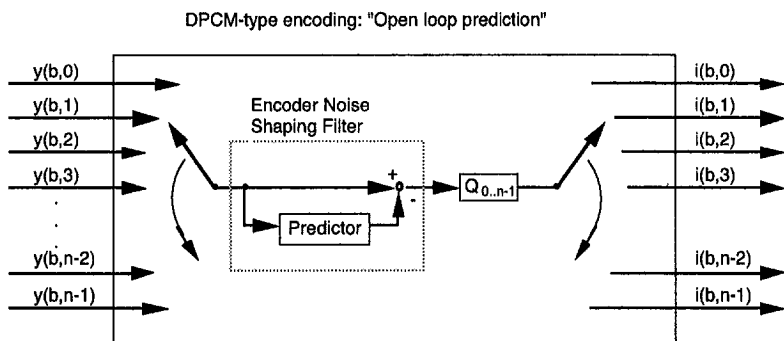 DPCM-type encoding: "Open loop prediction"
y(b,0)
y(b,1)
y(b,2)
y(b,3)
.
.
.
y(b,n-2)
y(b,n-1)
Encoder Noise
Shaping Filter
+
-
Predictor
Q0..n-1
i(b,0)
i(b,1)
i(b,2)
i(b,3)
i(b,n-2)
i(b,n-1)